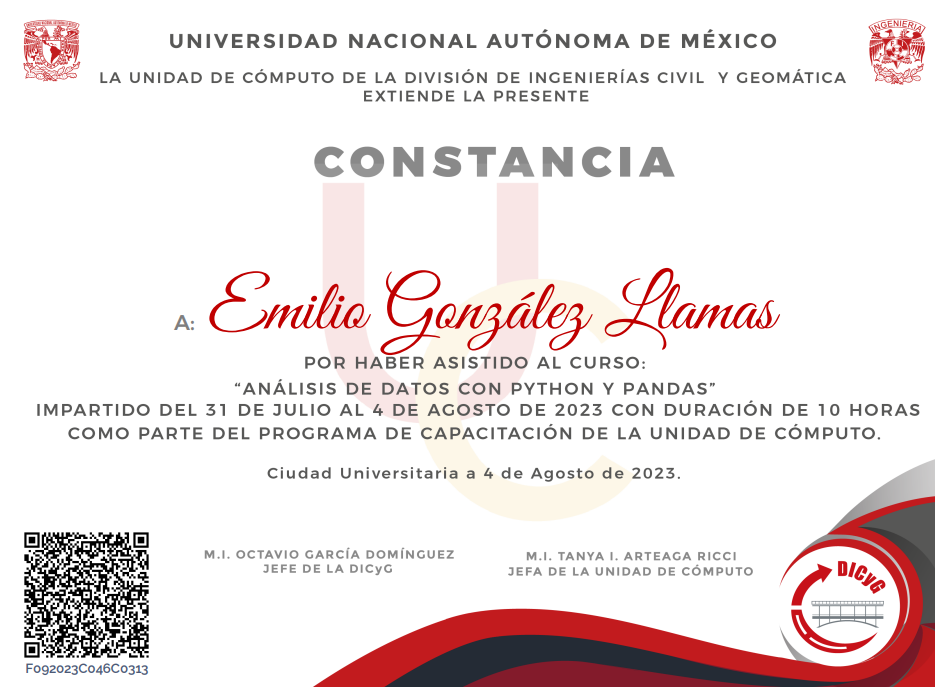 UNIVERSIDAD NACIONAL AUTÓNOMA DE MÉXICO
LA UNIDAD DE CÓMPUTO DE LA DIVISIÓN DE INGENIERÍAS CIVIL Y GEOMÁTICA
EXTIENDE LA PRESENTE
INGENIERIA
CONSTANCIA
UC
A: Emilio González Llamas
POR HABER ASISTIDO AL CURSO:
“ANÁLISIS DE DATOS CON PYTHON Y PANDAS”
IMPARTIDO DEL 31 DE JULIO AL 4 DE AGOSTO DE 2023 CON DURACIÓN DE 10 HORAS
COMO PARTE DEL PROGRAMA DE CAPACITACIÓN DE LA UNIDAD DE CÓMPUTO.
Ciudad Universitaria a 4 de Agosto de 2023.
M.I. OCTAVIO GARCÍA DOMÍNGUEZ
JEFE DE LA DICyG
M.I. TANYA I. ARTEAGA RICCI
JEFA DE LA UNIDAD DE CÓMPUTO
DICyG
F092023C046C0313